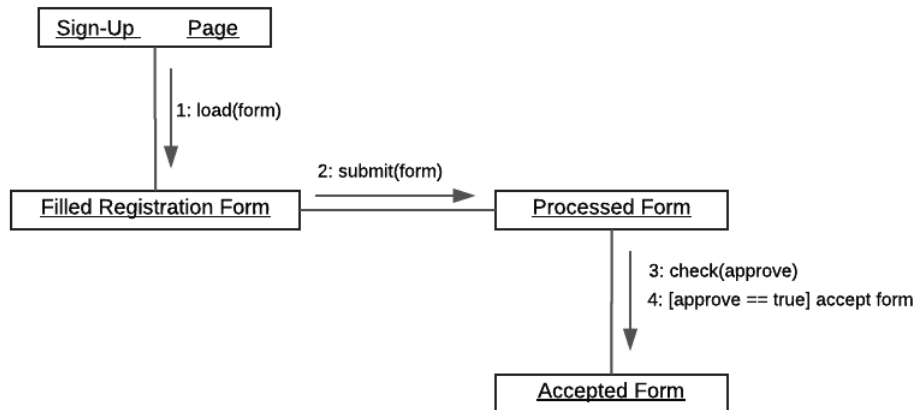 Sign-Up Page
1: load(form)
2: submit(form)
Filled Registration Form
Processed Form
3: check(approve)
4: [approve == true] accept form
Accepted Form